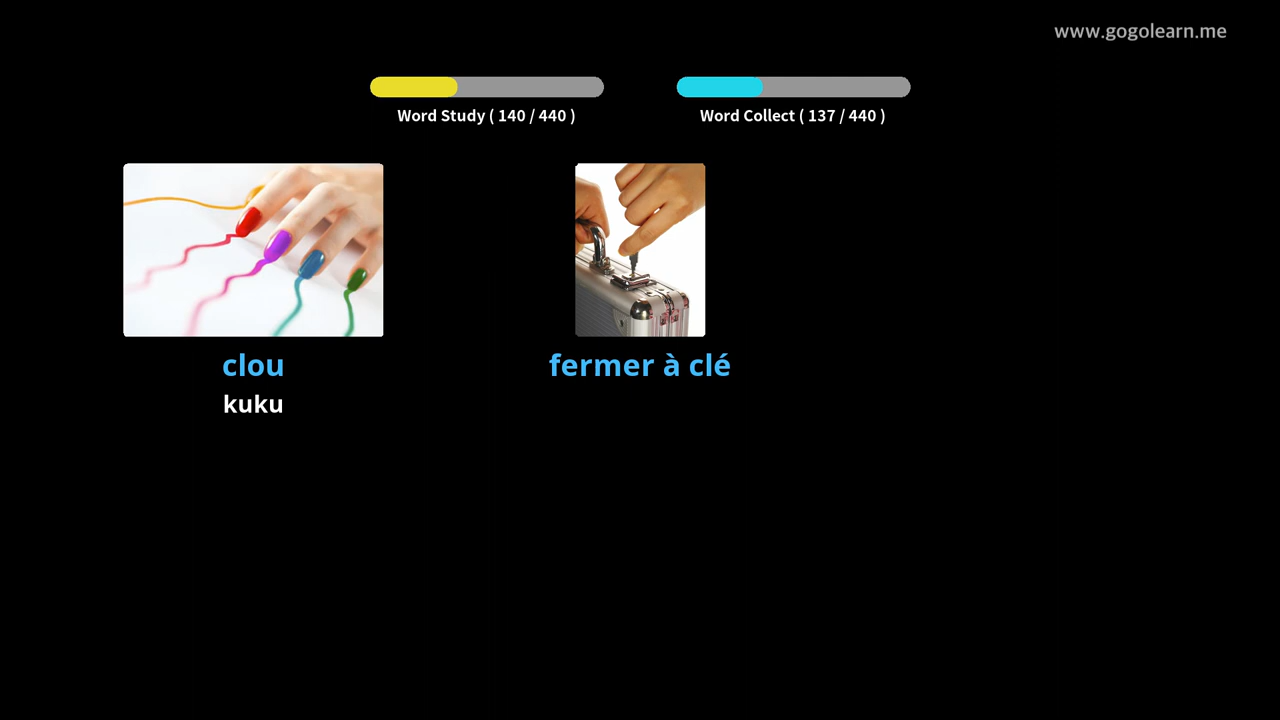 www.gogolearn.me
Word Study ( 140 / 440 )
Word Collect ( 137 / 440 )
clou
kuku
fermer à clé